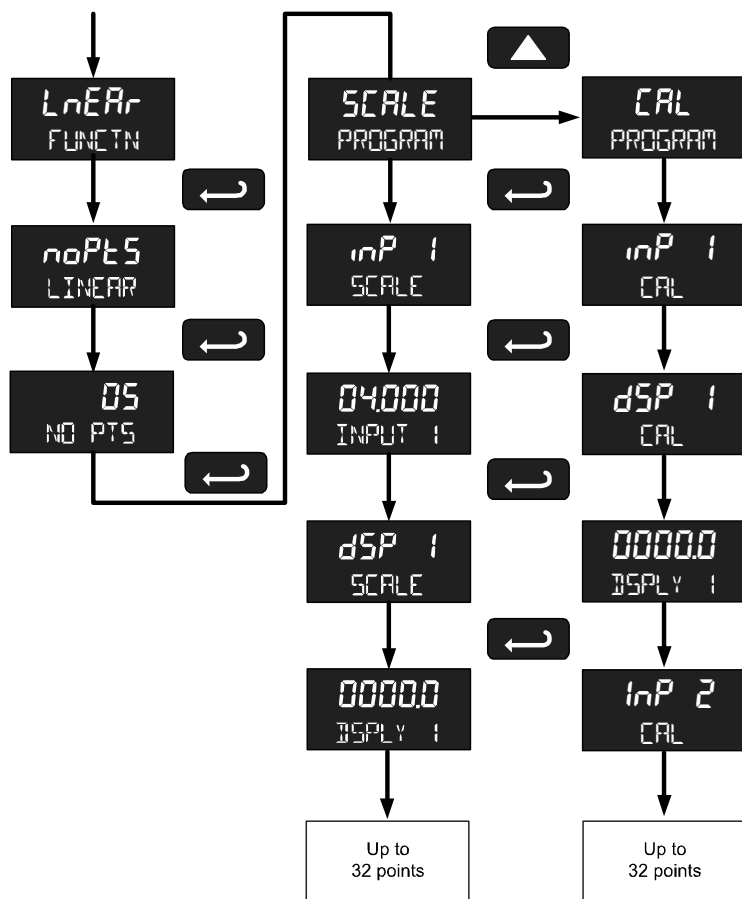 LnEAr
FUNCTN
noPtS
LINEAR
05
NO PTS
SCALE
PROGRAM
inP 1
SCALE
04.000
INPUT 1
dSP 1
SCALE
0000.0
DSPLY 1
Up to
32 points
CAL
PROGRAM
inP 1
CAL
dSP 1
CAL
0000.0
DSPLY 1
InP 2
CAL
Up to
32 points